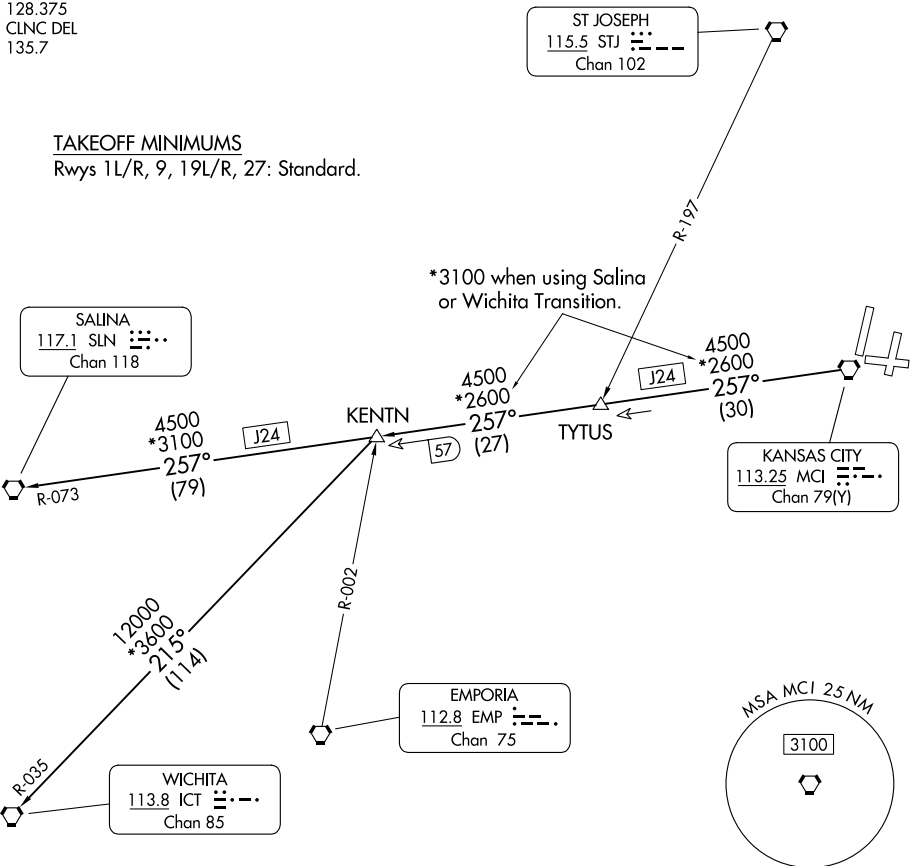 128.375
CLNC DEL
135.7
ST JOSEPH
115.5 STJ
Chan 102
TAKEOFF MINIMUMS
Rwys 1L/R, 9, 19L/R, 27: Standard.
R-197
*3100 when using Salina
or Wichita Transition.
SALINA
117.1 SLN
Chan 118
4500
*2600
257°
(30)
J24
4500
*2600
257°
(27)
TYTUS
KENTN
57
4500
*3100
257°
(79)
J24
R-073
KANSAS CITY
113.25 MCI
Chan 79(Y)
R-002
12000
*3600
215°
(114)
EMPORIA
112.8 EMP
Chan 75
MSA MCI 25 NM
3100
R-035
WICHITA
113.8 ICT
Chan 85